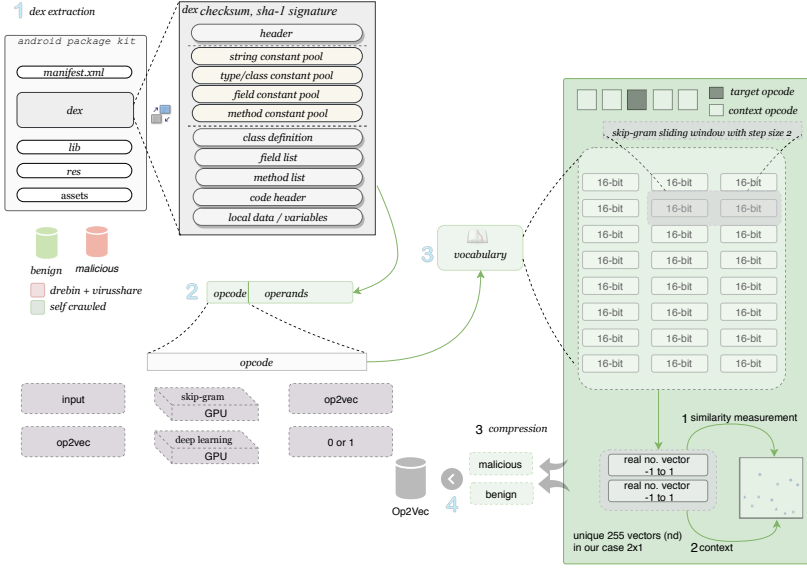 1 dex extraction
android package kit
manifest.xml
dex
lib
res
assets
dex checksum, sha-1 signature
header
string constant pool
type/class constant pool
field constant pool
method constant pool
class definition
field list
method list
code header
local data / variables
benign
malicious
drebin + virusshare
self crawled
2
opcode operands
opcode
3
vocabulary
input
skip-gram
GPU
op2vec
op2vec
deep learning
GPU
0 or 1
target opcode
context opcode
skip-gram sliding window with step size 2
16-bit 16-bit 16-bit
16-bit 16-bit 16-bit
16-bit 16-bit 16-bit
16-bit 16-bit 16-bit
16-bit 16-bit 16-bit
16-bit 16-bit 16-bit
16-bit 16-bit 16-bit
16-bit 16-bit 16-bit
1 similarity measurement
real no. vector
-1 to 1
real no. vector
-1 to 1
2 context
unique 255 vectors (nd)
in our case 2x1
3 compression
malicious
benign
4
Op2Vec